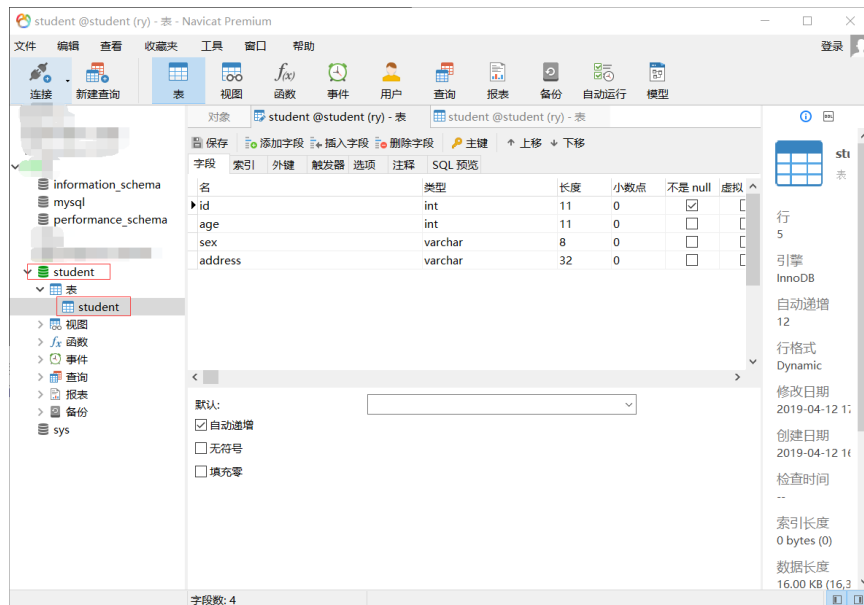 student @student (ry) - 表 - Navicat Premium
文件 编辑 查看 收藏夹 工具 窗口 帮助 登录
连接 新建查询 表 视图 函数 事件 用户 查询 报表 备份 自动运行 模型
对象 student @student (ry) - 表 student @student (ry) - 表
保存 添加字段 插入字段 删除字段 主键 上移 下移
字段 索引 外键 触发器 选项 注释 SQL 预览
名 类型 长度 小数点 不是 null 虚拟
id int 11 0
age int 11 0
sex varchar 8 0
address varchar 32 0
information_schema
mysql
performance_schema
student
表
student
视图
函数
事件
查询
报表
备份
sys
默认:
自动递增
无符号
填充零
字段数: 4
stu
表
行
5
引擎
InnoDB
自动递增
12
行格式
Dynamic
修改日期
2019-04-12 17:
创建日期
2019-04-12 16
检查时间
--
索引长度
0 bytes (0)
数据长度
16.00 KB (16,3